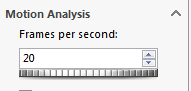 Motion Analysis
Frames per second:
20